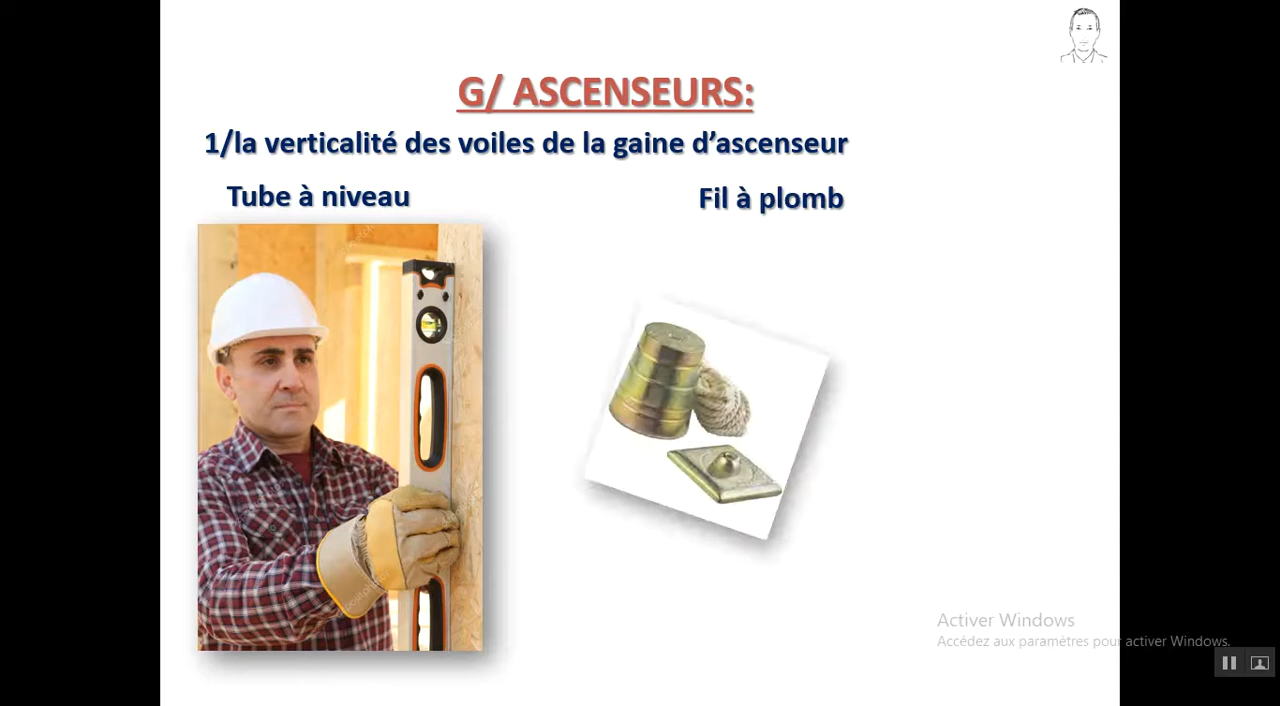 G/ ASCENSEURS:
1/la verticalité des voiles de la gaine d’ascenseur
Tube à niveau
Fil à plomb
Activer Windows
Accédez aux paramètres pour activer Windows.